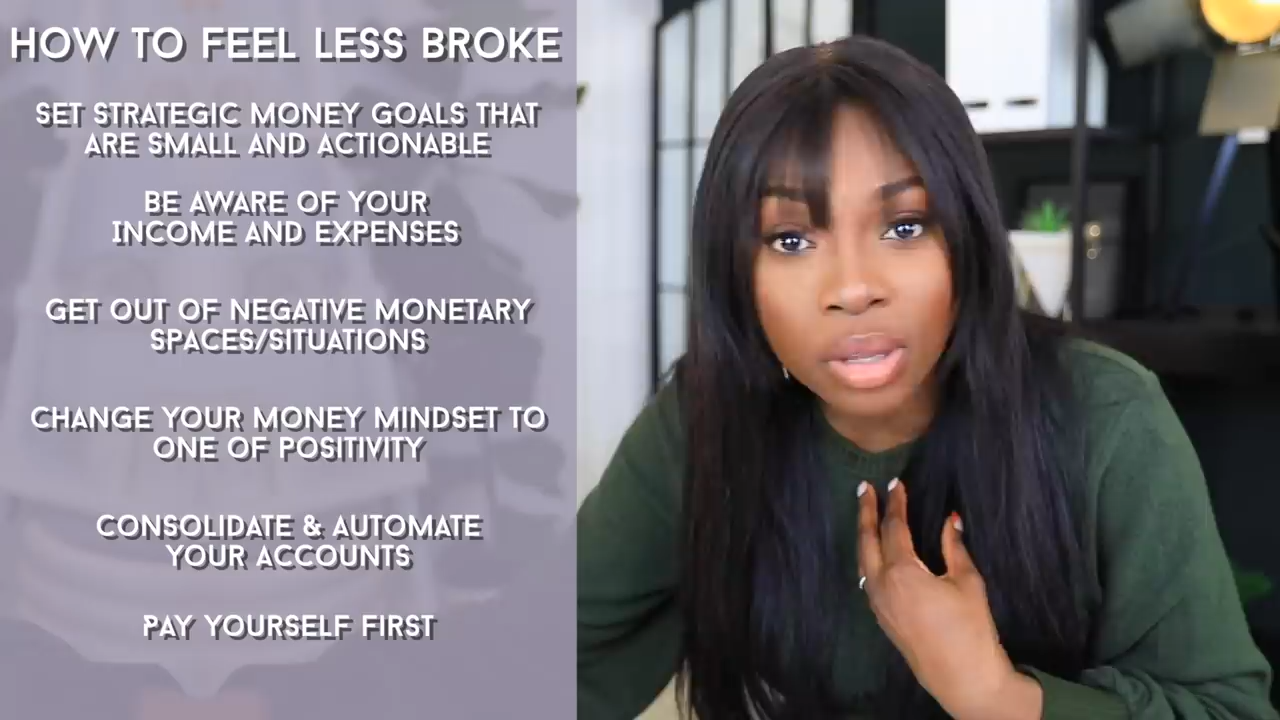 HOW TO FEEL LESS BROKE
SET STRATEGIC MONEY GOALS THAT
ARE SMALL AND ACTIONABLE
BE AWARE OF YOUR
INCOME AND EXPENSES
GET OUT OF NEGATIVE MONETARY
SPACES/SITUATIONS
CHANGE YOUR MONEY MINDSET TO
ONE OF POSITIVITY
CONSOLIDATE & AUTOMATE
YOUR ACCOUNTS
PAY YOURSELF FIRST